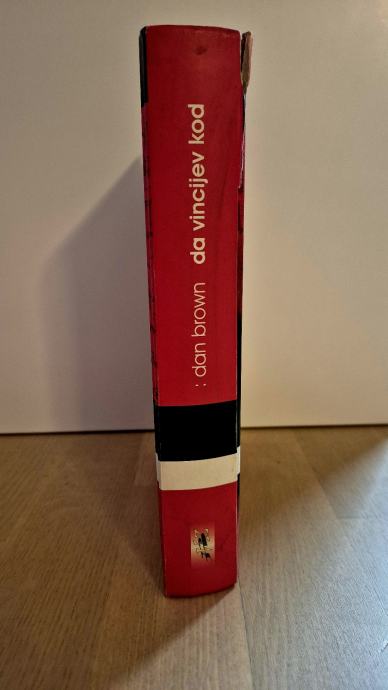 : dan brown da vincijev kod